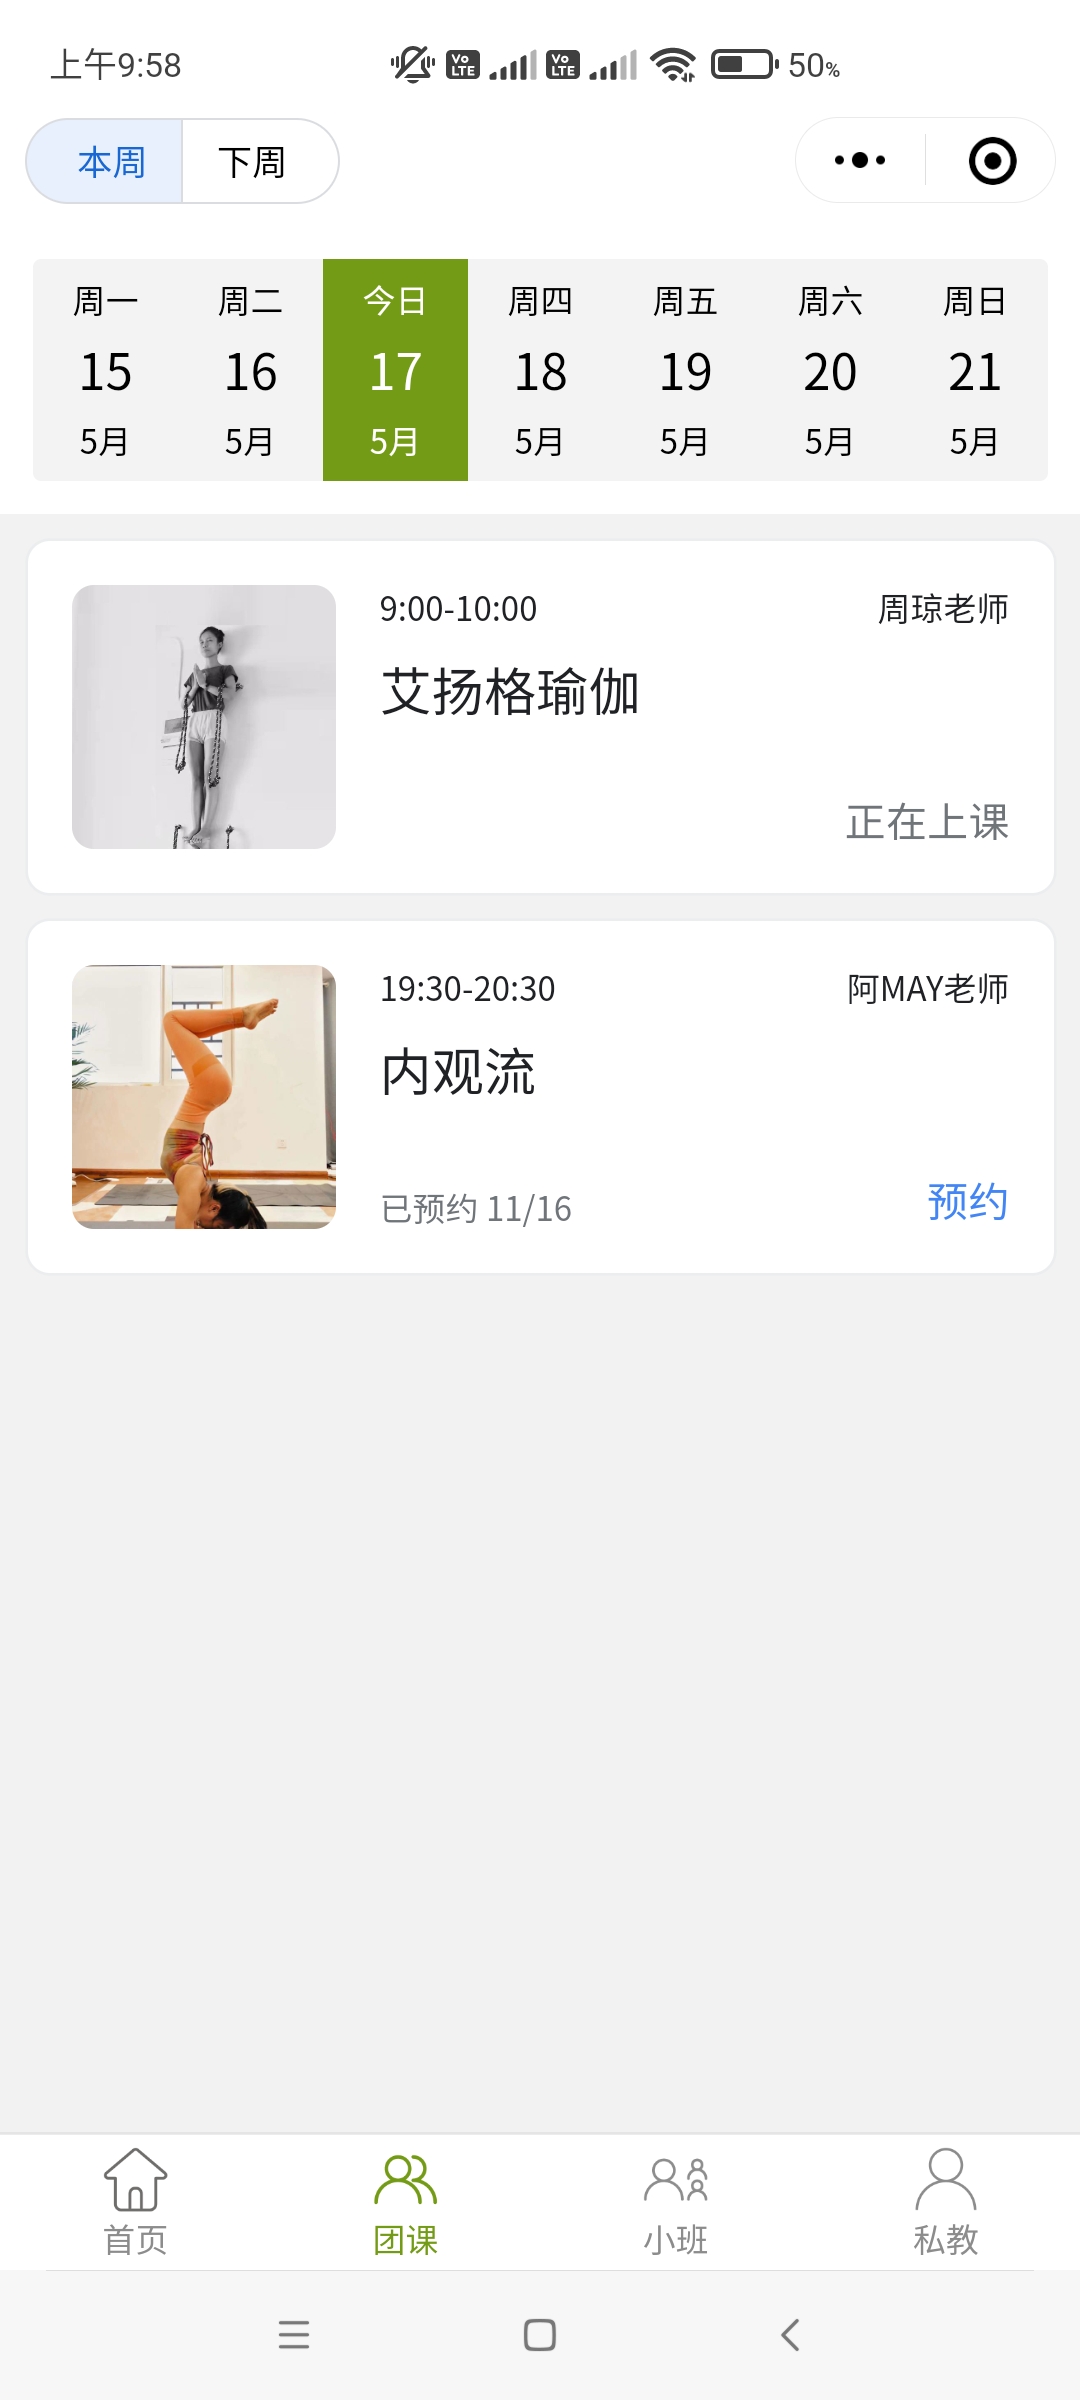 上午9:58
Vo LTE
Vo LTE
50%
本周
下周
周一
周二
今日
周四
周五
周六
周日
15
16
17
18
19
20
21
5月
5月
5月
5月
5月
5月
5月
9:00-10:00
周琼老师
艾扬格瑜伽
正在上课
19:30-20:30
阿MAY老师
内观流
已预约 11/16
预约
首页
团课
小班
私教